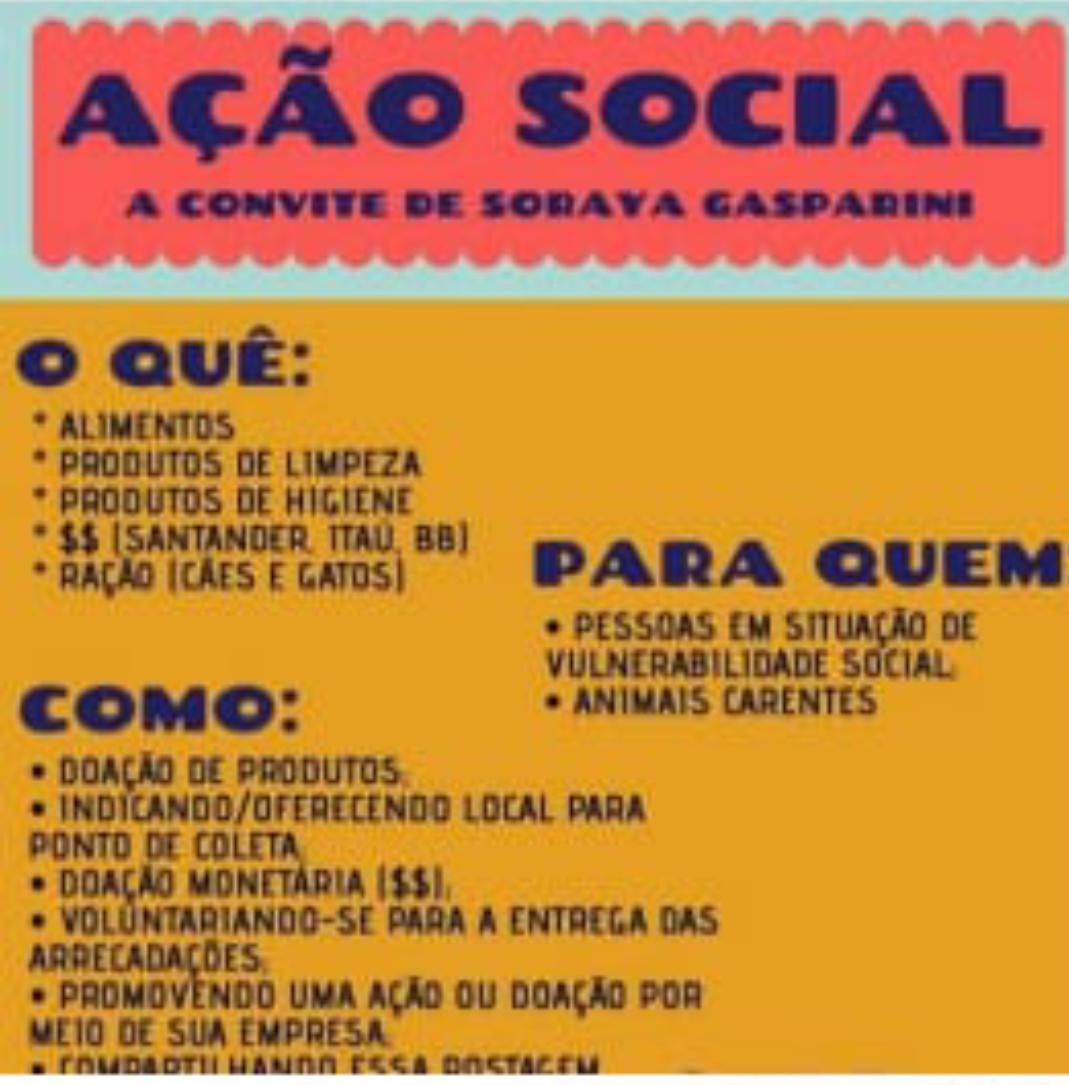 AÇÃO SOCIAL
A CONVITE DE SORAYA GASPARINI
O QUÊ:
* ALIMENTOS
* PRODUTOS DE LIMPEZA
* PRODUTOS DE HIGIENE
* $$ (SANTANDER, ITAÚ, BB)
* RAÇÃO (CÃES E GATOS)
PARA QUEM:
• PESSOAS EM SITUAÇÃO DE
VULNERABILIDADE SOCIAL;
• ANIMAIS CARENTES
COMO:
• DOAÇÃO DE PRODUTOS;
• INDICANDO/OFERECENDO LOCAL PARA
PONTO DE COLETA;
• DOAÇÃO MONETÁRIA ($$);
• VOLUNTARIANDO-SE PARA A ENTREGA DAS
ARRECADAÇÕES;
• PROMOVENDO UMA AÇÃO OU DOAÇÃO POR
MEIO DE SUA EMPRESA;
• COMPARTILHANDO ESSA POSTAGEM